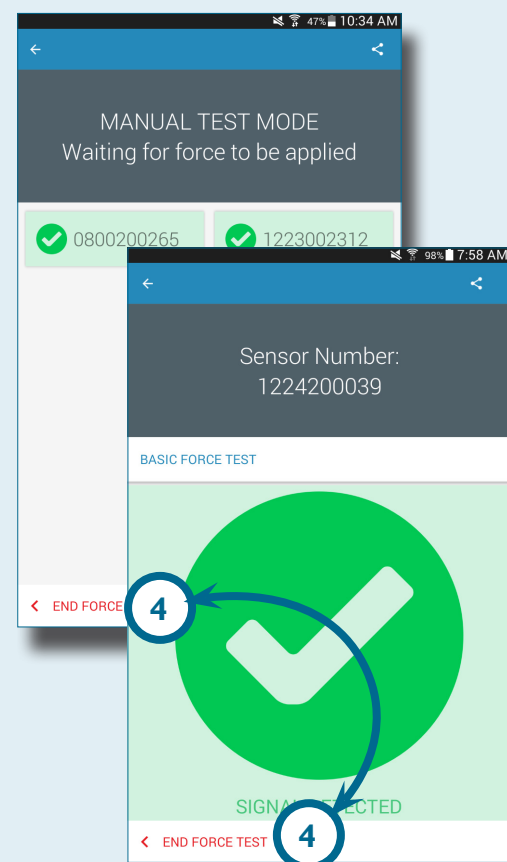 47% 10:34 AM
MANUAL TEST MODE
Waiting for force to be applied
0800200265
1223002312
END FORCE
4
98% 7:58 AM
Sensor Number:
1224200039
BASIC FORCE TEST
SIGNAL DETECTED
END FORCE TEST
4